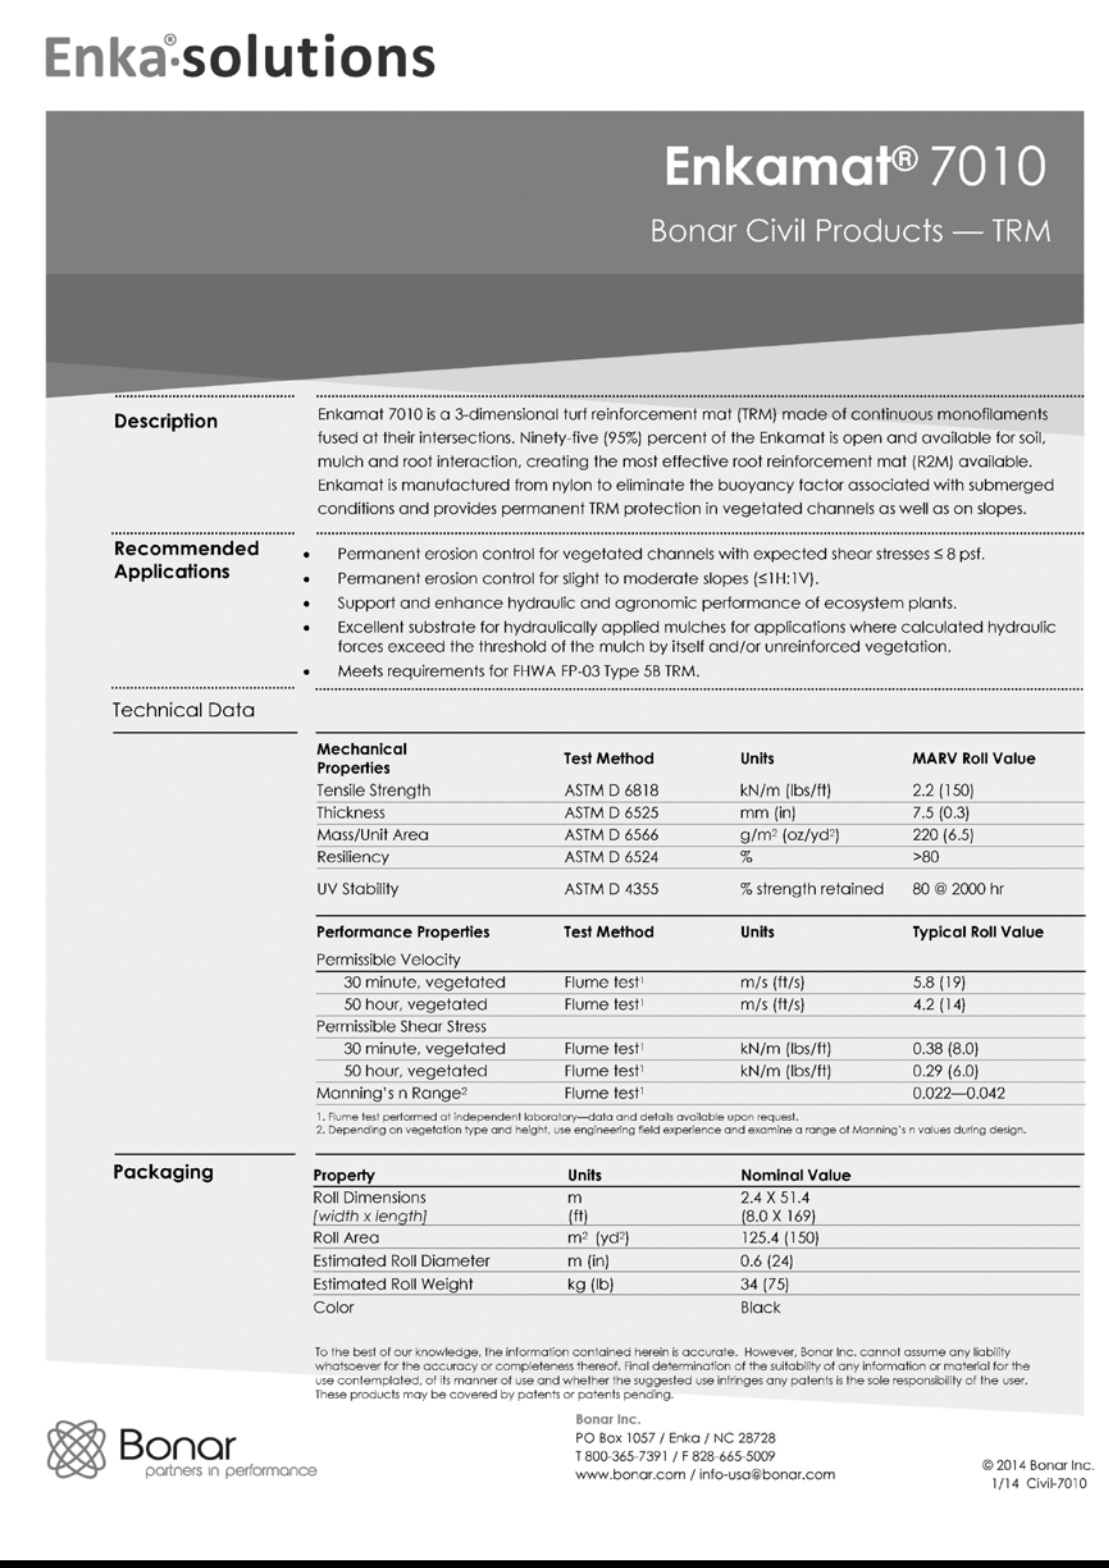 Enka®solutions
Enkamat® 7010
Bonar Civil Products — TRM
Description
Enkamat 7010 is a 3-dimensional turf reinforcement mat (TRM) made of continuous monofilaments
fused at their intersections. Ninety-five (95%) percent of the Enkamat is open and available for soil,
mulch and root interaction, creating the most effective root reinforcement mat (R2M) available.
Enkamat is manufactured from nylon to eliminate the buoyancy factor associated with submerged
conditions and provides permanent TRM protection in vegetated channels as well as on slopes.
Recommended
Applications
• Permanent erosion control for vegetated channels with expected shear stresses ≤ 8 psf.
• Permanent erosion control for slight to moderate slopes (≤1H:1V).
• Support and enhance hydraulic and agronomic performance of ecosystem plants.
• Excellent substrate for hydraulically applied mulches for applications where calculated hydraulic
forces exceed the threshold of the mulch by itself and/or unreinforced vegetation.
• Meets requirements for FHWA FP-03 Type 5B TRM.
Technical Data
Mechanical
Properties Test Method Units MARV Roll Value
Tensile Strength ASTM D 6818 kN/m (lbs/ft) 2.2 (150)
Thickness ASTM D 6525 mm (in) 7.5 (0.3)
Mass/Unit Area ASTM D 6566 g/m² (oz/yd²) 220 (6.5)
Resiliency ASTM D 6524 % >80
UV Stability ASTM D 4355 % strength retained 80 @ 2000 hr
Performance Properties Test Method Units Typical Roll Value
Permissible Velocity
30 minute, vegetated Flume test¹ m/s (ft/s) 5.8 (19)
50 hour, vegetated Flume test¹ m/s (ft/s) 4.2 (14)
Permissible Shear Stress
30 minute, vegetated Flume test¹ kN/m (lbs/ft) 0.38 (8.0)
50 hour, vegetated Flume test¹ kN/m (lbs/ft) 0.29 (6.0)
Manning's n Range² Flume test¹ 0.022—0.042
1. Flume test performed at independent laboratory—data and details available upon request.
2. Depending on vegetation type and height, use engineering field experience and examine a range of Manning's n values during design.
Packaging
Property Units Nominal Value
Roll Dimensions m 2.4 X 51.4
[width x length] (ft) (8.0 X 169)
Roll Area m² (yd²) 125.4 (150)
Estimated Roll Diameter m (in) 0.6 (24)
Estimated Roll Weight kg (lb) 34 (75)
Color Black
To the best of our knowledge, the information contained herein is accurate. However, Bonar Inc. cannot assume any liability
whatsoever for the accuracy or completeness thereof. Final determination of the suitability of any information or material for the
use contemplated, of its manner of use and whether the suggested use infringes any patents is the sole responsibility of the user.
These products may be covered by patents or patents pending.
Bonar
partners in performance
Bonar Inc.
PO Box 1057 / Enka / NC 28728
T 800-365-7391 / F 828-665-5009
www.bonar.com / info-usa@bonar.com
© 2014 Bonar Inc.
1/14 Civil-7010